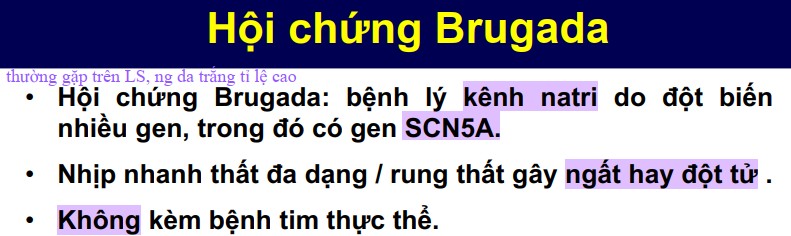 Hội chứng Brugada
thường gặp trên LS, ng da trắng tỉ lệ cao
• Hội chứng Brugada: bệnh lý kênh natri do đột biến
nhiều gen, trong đó có gen SCN5A.
• Nhịp nhanh thất đa dạng / rung thất gây ngất hay đột tử .
• Không kèm bệnh tim thực thể.